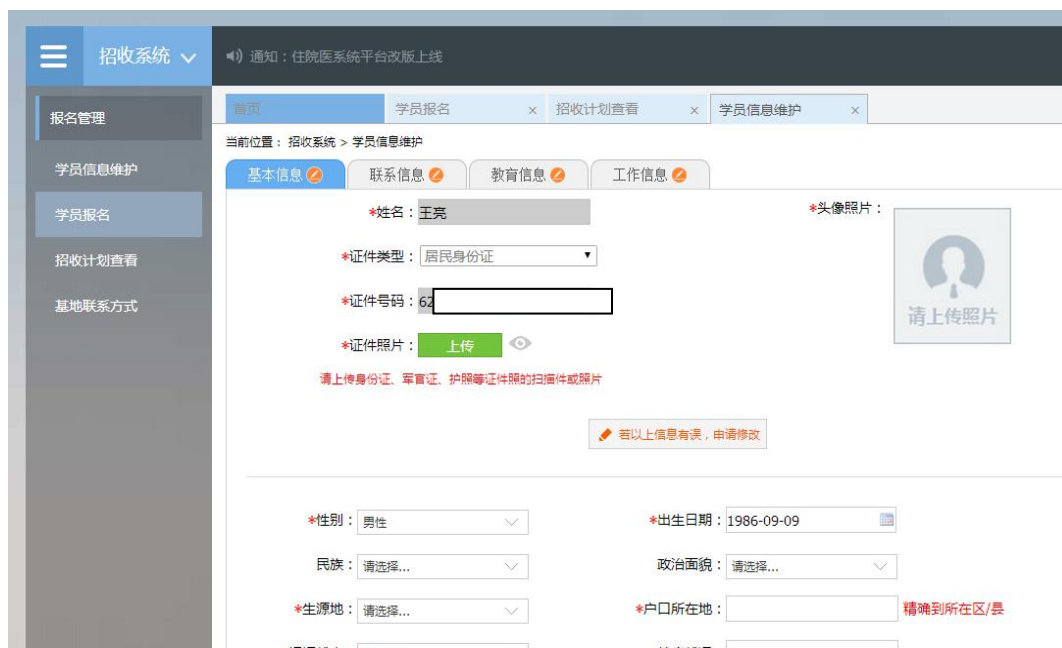 招收系统
通知：住院医系统平台改版上线
报名管理
学员信息维护
学员报名
招收计划查看
基地联系方式
首页 学员报名 × 招收计划查看 × 学员信息维护 ×
当前位置： 招收系统 > 学员信息维护
基本信息 联系信息 教育信息 工作信息
*姓名：王亮
*头像照片：
请上传照片
*证件类型：居民身份证
*证件号码：62
*证件照片： 上传
请上传身份证、军官证、护照等证件照的扫描件或照片
若以上信息有误，申请修改
*性别：男性 *出生日期：1986-09-09
民族：请选择... 政治面貌：请选择...
*生源地：请选择... *户口所在地： 精确到所在区/县